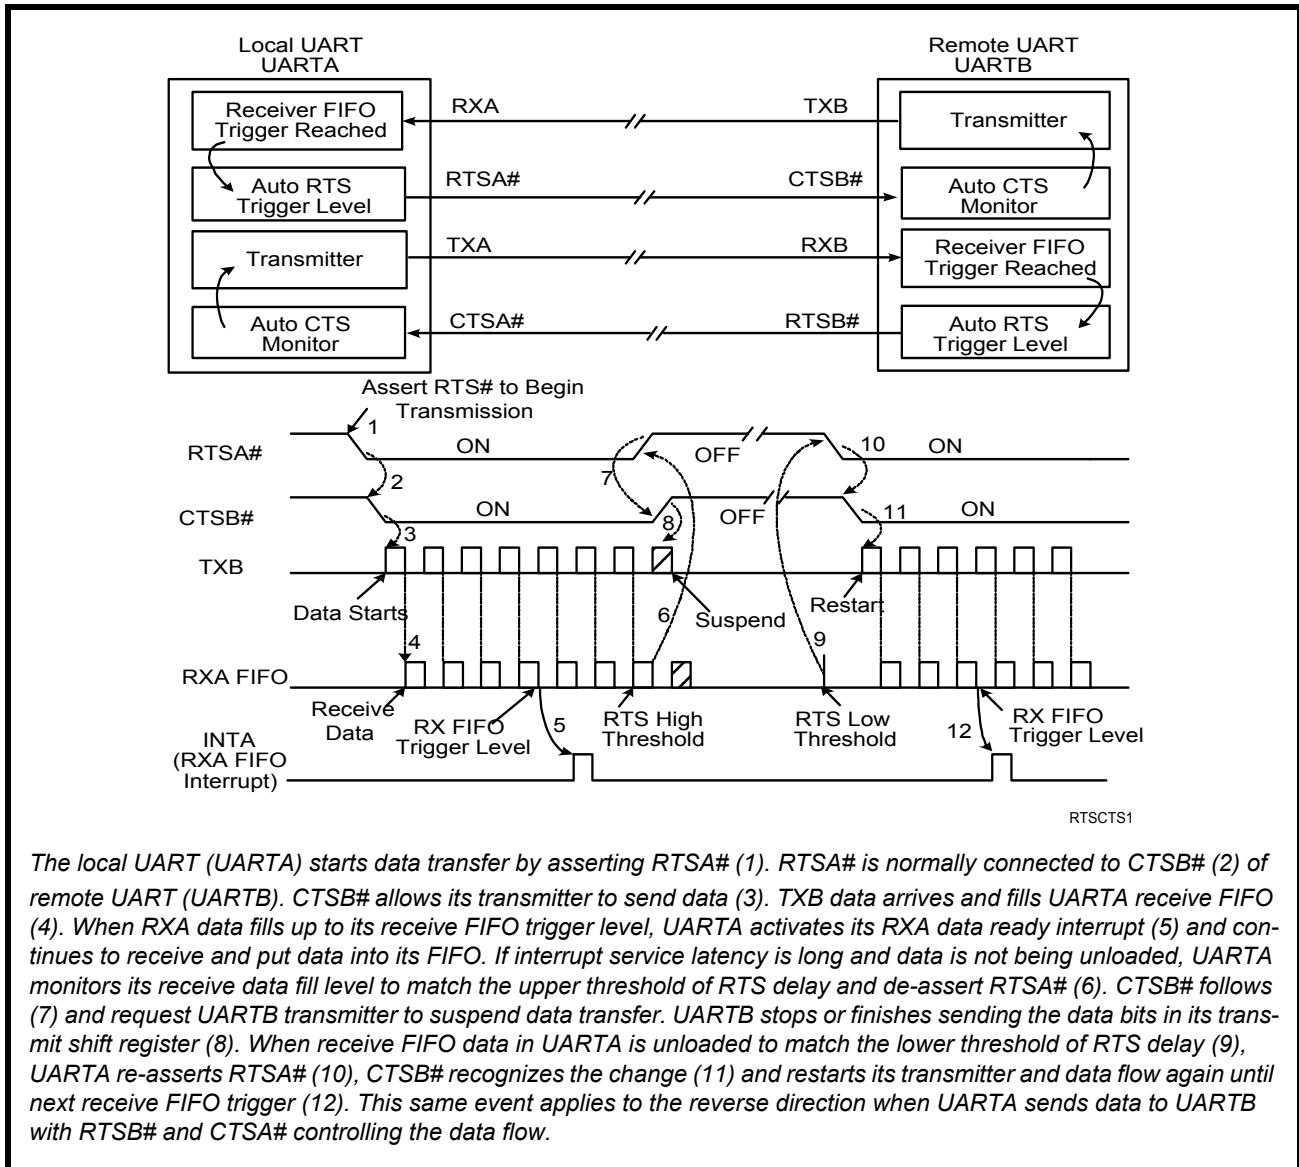 Local UART
UARTA
Remote UART
UARTB
Receiver FIFO
Trigger Reached
RXA
TXB
Transmitter
Auto RTS
Trigger Level
RTSA#
CTSB#
Auto CTS
Monitor
Transmitter
TXA
RXB
Receiver FIFO
Trigger Reached
Auto CTS
Monitor
CTSA#
RTSB#
Auto RTS
Trigger Level
Assert RTS# to Begin
Transmission
RTSA#
1
ON
7
OFF
10
ON
2
CTSB#
ON
8
OFF
11
ON
3
TXB
Data Starts
6
Suspend
Restart
4
9
RXA FIFO
Receive
Data
RX FIFO
Trigger Level
5
RTS High
Threshold
RTS Low
Threshold
12
RX FIFO
Trigger Level
INTA
(RXA FIFO
Interrupt)
RTSCTS1
The local UART (UARTA) starts data transfer by asserting RTSA# (1). RTSA# is normally connected to CTSB# (2) of
remote UART (UARTB). CTSB# allows its transmitter to send data (3). TXB data arrives and fills UARTA receive FIFO
(4). When RXA data fills up to its receive FIFO trigger level, UARTA activates its RXA data ready interrupt (5) and con-
tinues to receive and put data into its FIFO. If interrupt service latency is long and data is not being unloaded, UARTA
monitors its receive data fill level to match the upper threshold of RTS delay and de-assert RTSA# (6). CTSB# follows
(7) and request UARTB transmitter to suspend data transfer. UARTB stops or finishes sending the data bits in its trans-
mit shift register (8). When receive FIFO data in UARTA is unloaded to match the lower threshold of RTS delay (9),
UARTA re-asserts RTSA# (10), CTSB# recognizes the change (11) and restarts its transmitter and data flow again until
next receive FIFO trigger (12). This same event applies to the reverse direction when UARTA sends data to UARTB
with RTSB# and CTSA# controlling the data flow.